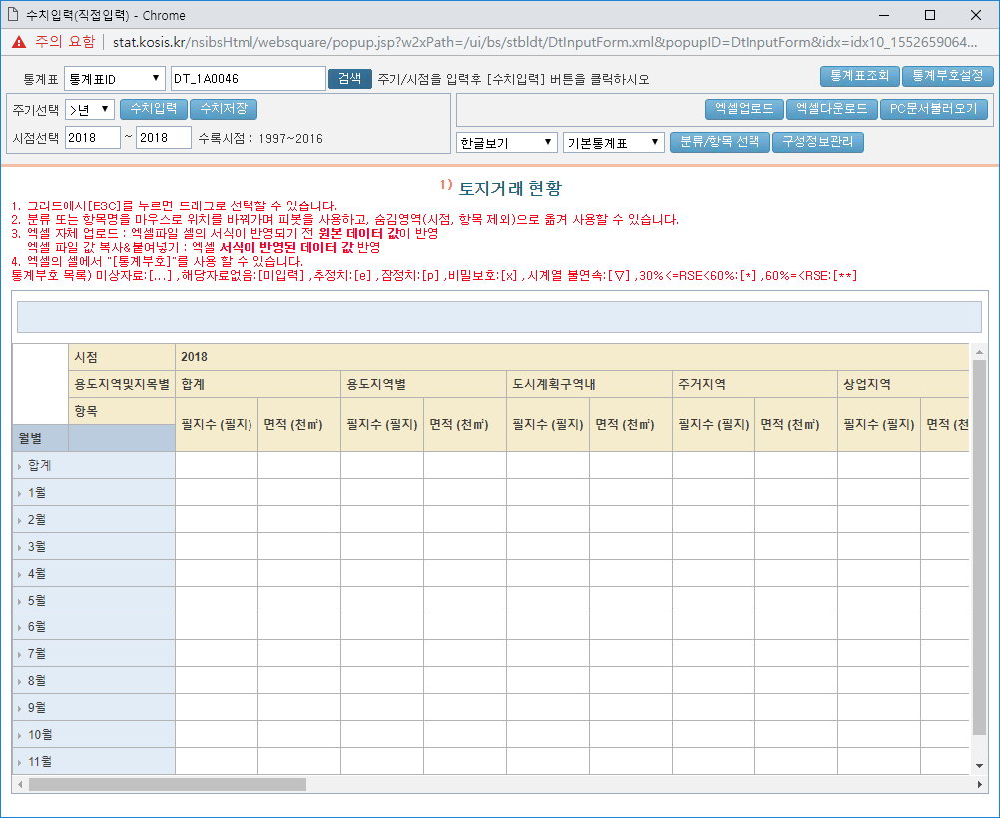 수치입력(직접입력) - Chrome
주의 요함 | stat.kosis.kr/nsibsHtml/websquare/popup.jsp?w2xPath=/ui/bs/stbldt/DtInputForm.xml&popupID=DtInputForm&idx=idx10_1552659064...
통계표 통계표ID DT_1A0046 검색 주기/시점을 입력후 [수치입력] 버튼을 클릭하시오 통계표조회 통계부호설정
주기선택 >년 수치입력 수치저장 엑셀업로드 엑셀다운로드 PC문서불러오기
시점선택 2018 ~ 2018 수록시점 : 1997~2016 한글보기 기본통계표 분류/항목 선택 구성정보관리
1) 토지거래 현황
1. 그리드에서[ESC]를 누르면 드래그로 선택할 수 있습니다.
2. 분류 또는 항목명을 마우스로 위치를 바꿔가며 피봇을 사용하고, 숨김영역(시점, 항목 제외)으로 옮겨 사용할 수 있습니다.
3. 엑셀 자체 업로드 : 엑셀파일 셀의 서식이 반영되기 전 원본 데이터 값이 반영
엑셀 파일 값 복사&붙여넣기 : 엑셀 서식이 반영된 데이터 값 반영
4. 엑셀의 셀에서 "[통계부호]"를 사용 할 수 있습니다.
통계부호 목록) 미상자료:[...] ,해당자료없음:[미입력] ,추정치:[e] ,잠정치:[p] ,비밀보호:[x] ,시계열 불연속:[▽] ,30%<=RSE<60%:[*] ,60%=<RSE:[**]
시점 2018
용도지역및지목별 합계 용도지역별 도시계획구역내 주거지역 상업지역
항목 필지수 (필지) 면적 (천㎡) 필지수 (필지) 면적 (천㎡) 필지수 (필지) 면적 (천㎡) 필지수 (필지) 면적 (천㎡) 필지수 (필지) 면적 (천
월별
합계
1월
2월
3월
4월
5월
6월
7월
8월
9월
10월
11월